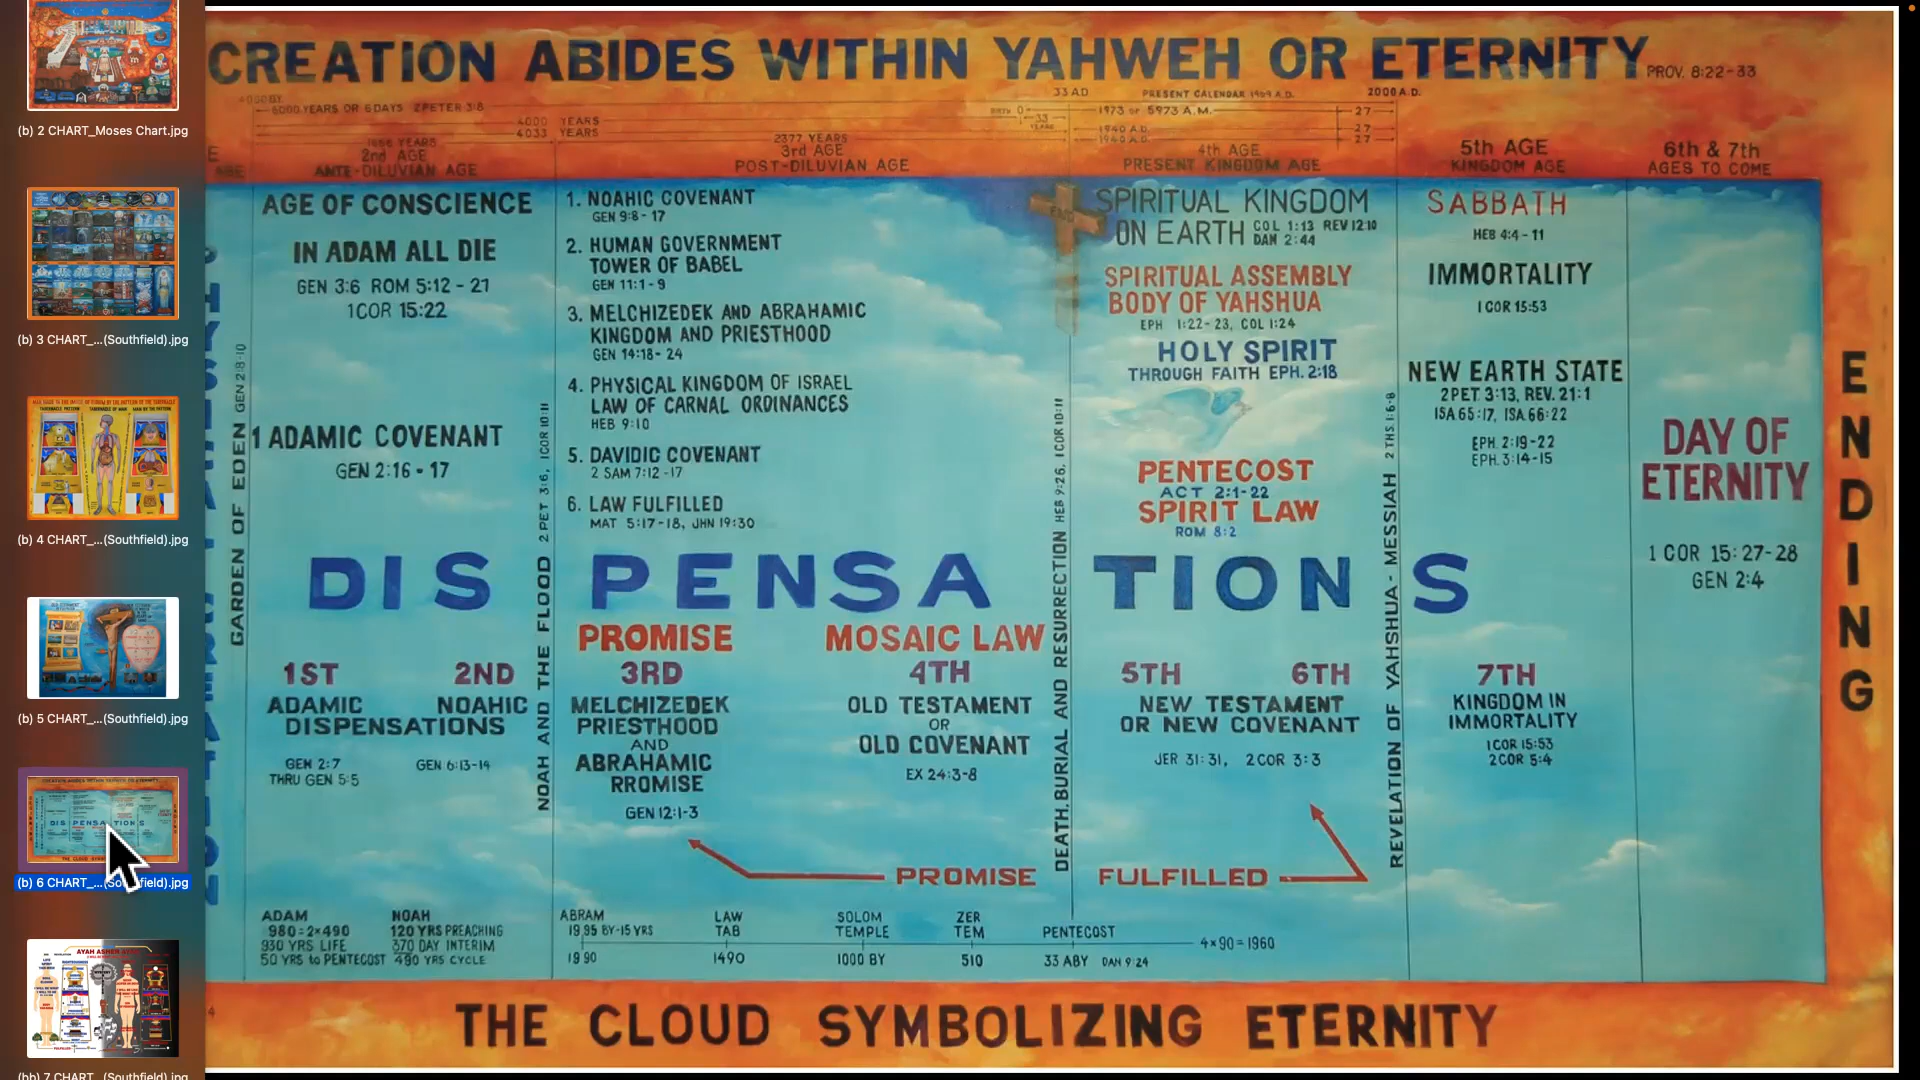 (b) 2 CHART_Moses Chart.jpg
(b) 3 CHART_...(Southfield).jpg
(b) 4 CHART_...(Southfield).jpg
(b) 5 CHART_...(Southfield).jpg
(b) 6 CHART_...(Southfield).jpg
(bb) 7 CHART...(Southfield).jpg
CREATION ABIDES WITHIN YAHWEH OR ETERNITY PROV. 8:22-33
33 AD PRESENT CALENDAR 1969 A.D. 2000 A.D.
6000 YEARS OR 6 DAYS 2PETER 3:8
1973 or 5973 A.M. 27
4000 YEARS
4033 YEARS
33 YEARS
1940 A.D. 27
1940 A.D. 27
2377 YEARS
2nd AGE
ANTE-DILUVIAN AGE
3rd AGE
POST-DILUVIAN AGE
4th AGE
PRESENT KINGDOM AGE
5th AGE
KINGDOM AGE
6th & 7th
AGES TO COME
GARDEN OF EDEN GEN 2:8-10
AGE OF CONSCIENCE
IN ADAM ALL DIE
GEN 3:6 ROM 5:12 - 21
1COR 15:22
1 ADAMIC COVENANT
GEN 2:16 - 17
NOAH AND THE FLOOD 2 PET 3:6, 1COR 10:11
1. NOAHIC COVENANT
GEN 9:8 - 17
2. HUMAN GOVERNMENT
TOWER OF BABEL
GEN 11:1 - 9
3. MELCHIZEDEK AND ABRAHAMIC
KINGDOM AND PRIESTHOOD
GEN 14:18 - 24
4. PHYSICAL KINGDOM OF ISRAEL
LAW OF CARNAL ORDINANCES
HEB 9:10
5. DAVIDIC COVENANT
2 SAM 7:12 -17
6. LAW FULFILLED
MAT 5:17-18, JHN 19:30
DEATH, BURIAL AND RESURRECTION HEB 9:26, 1COR 10:11
SPIRITUAL KINGDOM
ON EARTH COL 1:13 REV 12:10
DAN 2:44
SPIRITUAL ASSEMBLY
BODY OF YAHSHUA
EPH 1:22-23, COL 1:24
HOLY SPIRIT
THROUGH FAITH EPH. 2:18
PENTECOST
ACT 2:1-22
SPIRIT LAW
ROM 8:2
REVELATION OF YAHSHUA - MESSIAH 2 THS. 1:6-8
SABBATH
HEB 4:4 - 11
IMMORTALITY
1 COR 15:53
NEW EARTH STATE
2PET 3:13, REV. 21:1
ISA 65:17, ISA 66:22
EPH. 2:19-22
EPH. 3:14-15
DAY OF
ETERNITY
1 COR 15:27-28
GEN 2:4
ENDING
DISPENSATIONS
PROMISE MOSAIC LAW
1ST 2ND 3RD 4TH 5TH 6TH 7TH
ADAMIC NOAHIC
DISPENSATIONS
GEN 2:7
THRU GEN 5:5
GEN 6:13-14
MELCHIZEDEK
PRIESTHOOD
AND
ABRAHAMIC
RROMISE
GEN 12:1-3
OLD TESTAMENT
OR
OLD COVENANT
EX 24:3-8
NEW TESTAMENT
OR NEW COVENANT
JER 31:31, 2COR 3:3
KINGDOM IN
IMMORTALITY
1COR 15:53
2COR 5:4
PROMISE FULFILLED
ADAM
980=2×490
930 YRS LIFE
50 YRS to PENTECOST
NOAH
120 YRS PREACHING
370 DAY INTERIM
490 YRS CYCLE
ABRAM
1995 BY-15 YRS
1990
LAW
TAB
1490
SOLOM
TEMPLE
1000 BY
ZER
TEM
510
PENTECOST
33 ABY DAN 9:24
4×90=1960
THE CLOUD SYMBOLIZING ETERNITY